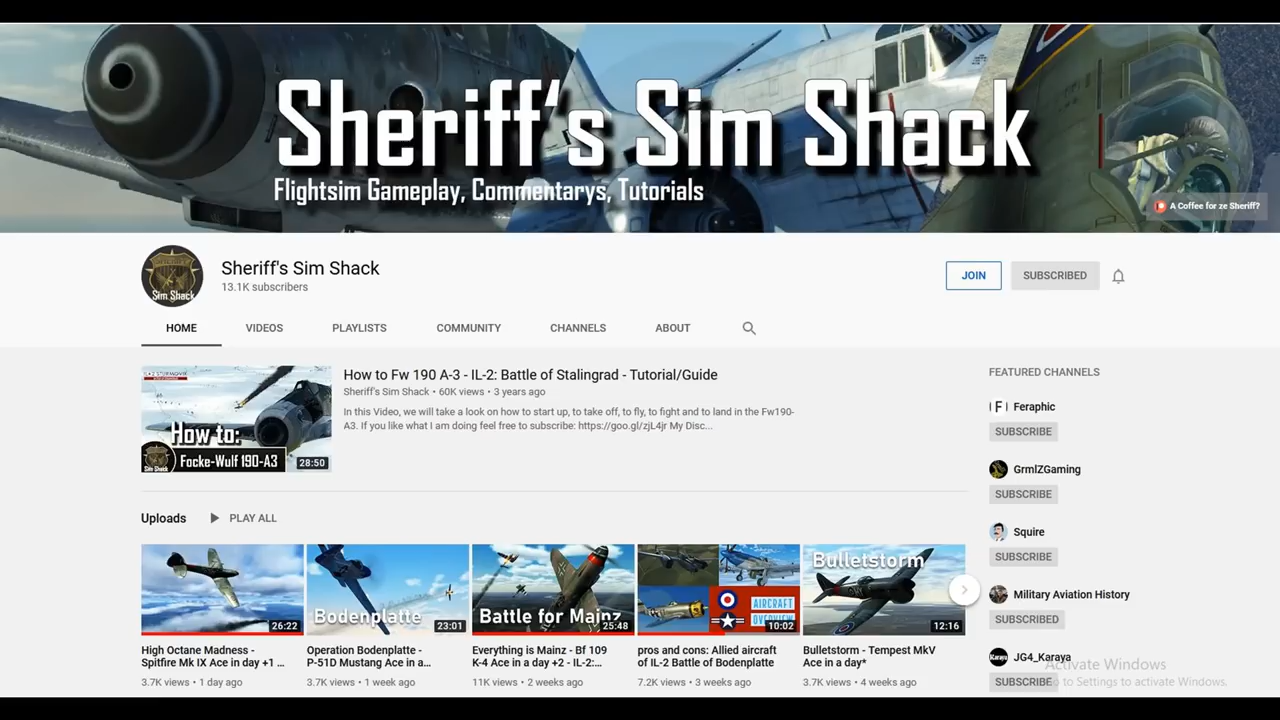 Sheriff's Sim Shack
Flightsim Gameplay, Commentarys, Tutorials
A Coffee for ze Sheriff?
Sim Shack
Sheriff's Sim Shack
13.1K subscribers
JOIN
SUBSCRIBED
HOME
VIDEOS
PLAYLISTS
COMMUNITY
CHANNELS
ABOUT
How to:
Focke-Wulf 190-A3
Sim Shack
28:50
How to Fw 190 A-3 - IL-2: Battle of Stalingrad - Tutorial/Guide
Sheriff's Sim Shack • 60K views • 3 years ago
In this Video, we will take a look on how to start up, to take off, to fly, to fight and to land in the Fw190-
A3. If you like what I am doing feel free to subscribe: https://goo.gl/zjL4jr My Disc...
Uploads
PLAY ALL
26:22
High Octane Madness -
Spitfire Mk IX Ace in day +1 ...
3.7K views • 1 day ago
Bodenplatte
23:01
Operation Bodenplatte -
P-51D Mustang Ace in a...
3.7K views • 1 week ago
Battle for Mainz
25:48
Everything is Mainz - Bf 109
K-4 Ace in a day +2 - IL-2:...
11K views • 2 weeks ago
AIRCRAFT
OVERVIEW
10:02
pros and cons: Allied aircraft
of IL-2 Battle of Bodenplatte
7.2K views • 3 weeks ago
Bulletstorm
12:16
Bulletstorm - Tempest MkV
Ace in a day*
3.7K views • 4 weeks ago
FEATURED CHANNELS
F
Feraphic
SUBSCRIBE
GrmlZGaming
SUBSCRIBE
Squire
SUBSCRIBE
Military Aviation History
SUBSCRIBED
Karaya
JG4_Karaya
SUBSCRIBE
Activate Windows
Go to Settings to activate Windows.